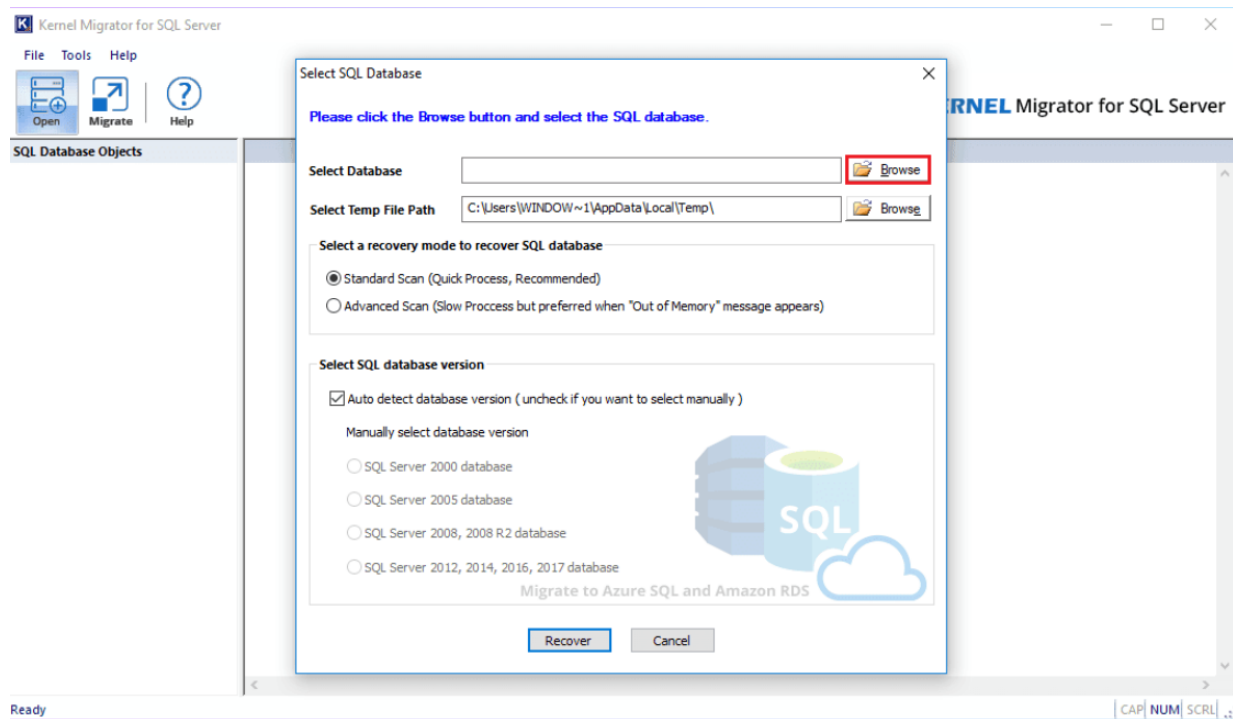 Kernel Migrator for SQL Server
File Tools Help
Open Migrate Help
RNEL Migrator for SQL Server
SQL Database Objects
Select SQL Database
Please click the Browse button and select the SQL database.
Select Database
Browse
Select Temp File Path
C:\Users\WINDOW~1\AppData\Local\Temp\
Browse
Select a recovery mode to recover SQL database
Standard Scan (Quick Process, Recommended)
Advanced Scan (Slow Proccess but preferred when "Out of Memory" message appears)
Select SQL database version
Auto detect database version ( uncheck if you want to select manually )
Manually select database version
SQL Server 2000 database
SQL Server 2005 database
SQL Server 2008, 2008 R2 database
SQL Server 2012, 2014, 2016, 2017 database
SQL
Migrate to Azure SQL and Amazon RDS
Recover Cancel
Ready
CAP NUM SCRL